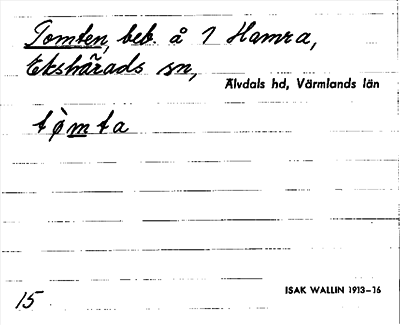 Tomten, beb. å 1 Hamra,
Ekshärads sn,
Älvdals hd, Värmlands län
tømta
15
ISAK WALLIN 1913–16